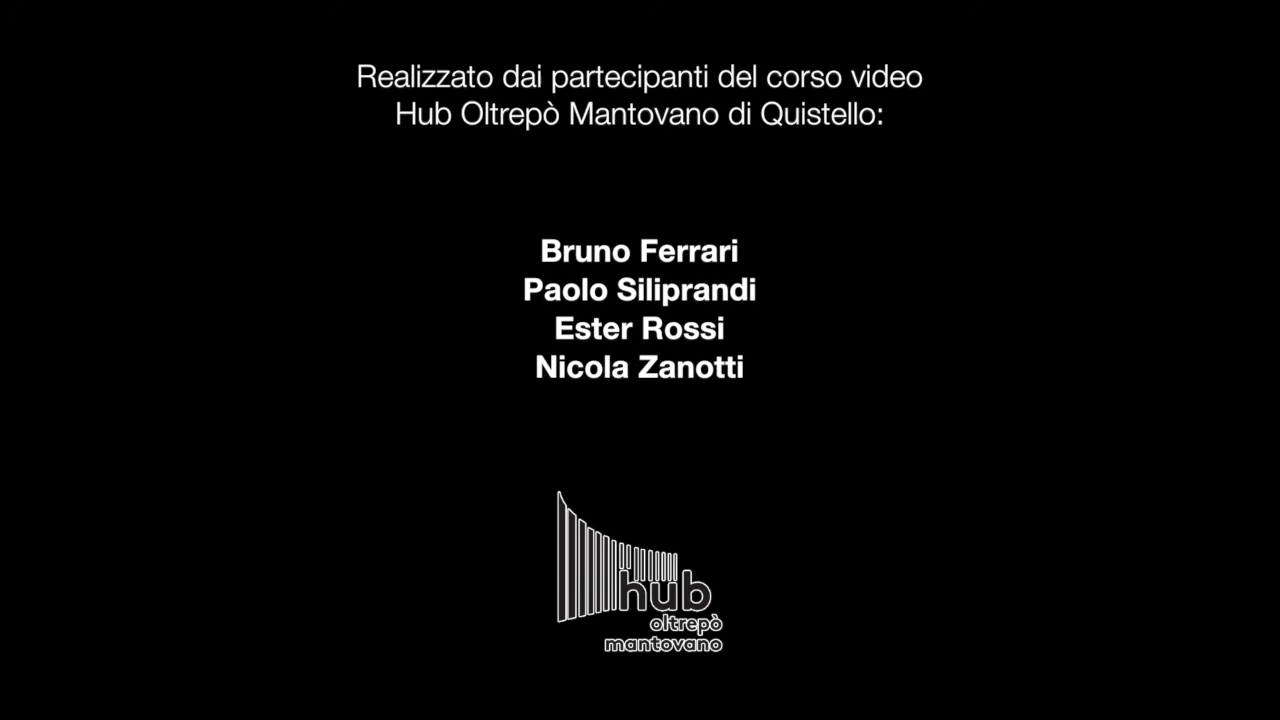 Realizzato dai partecipanti del corso video
Hub Oltrepò Mantovano di Quistello:
Bruno Ferrari
Paolo Siliprandi
Ester Rossi
Nicola Zanotti
hub
oltrepò
mantovano